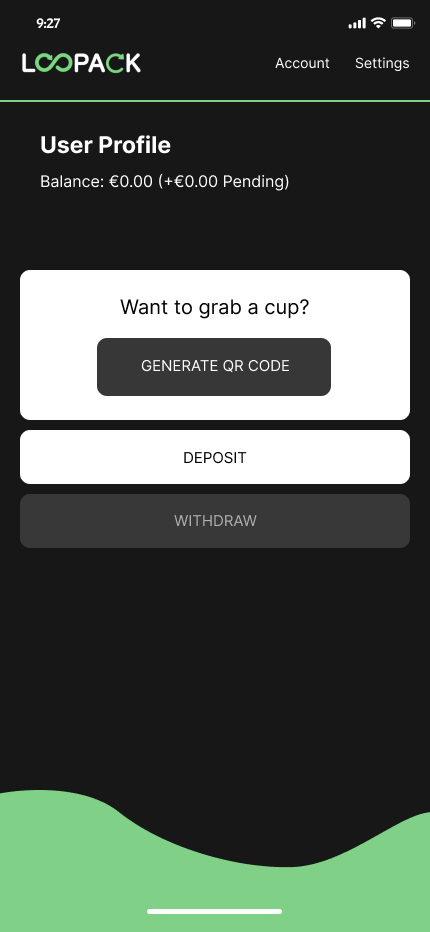 9:27
LOOPACK
Account Settings
User Profile
Balance: €0.00 (+€0.00 Pending)
Want to grab a cup?
GENERATE QR CODE
DEPOSIT
WITHDRAW